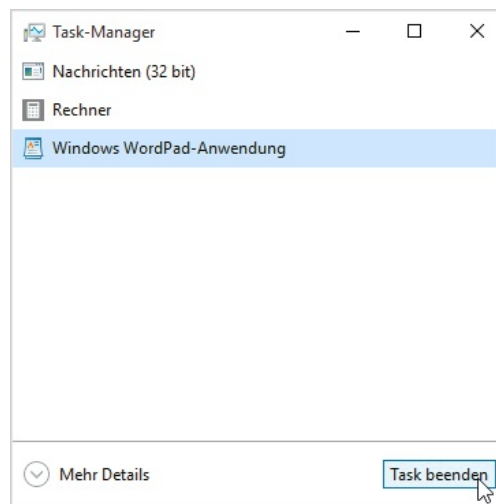 Task-Manager
Nachrichten (32 bit)
Rechner
Windows WordPad-Anwendung
Mehr Details
Task beenden